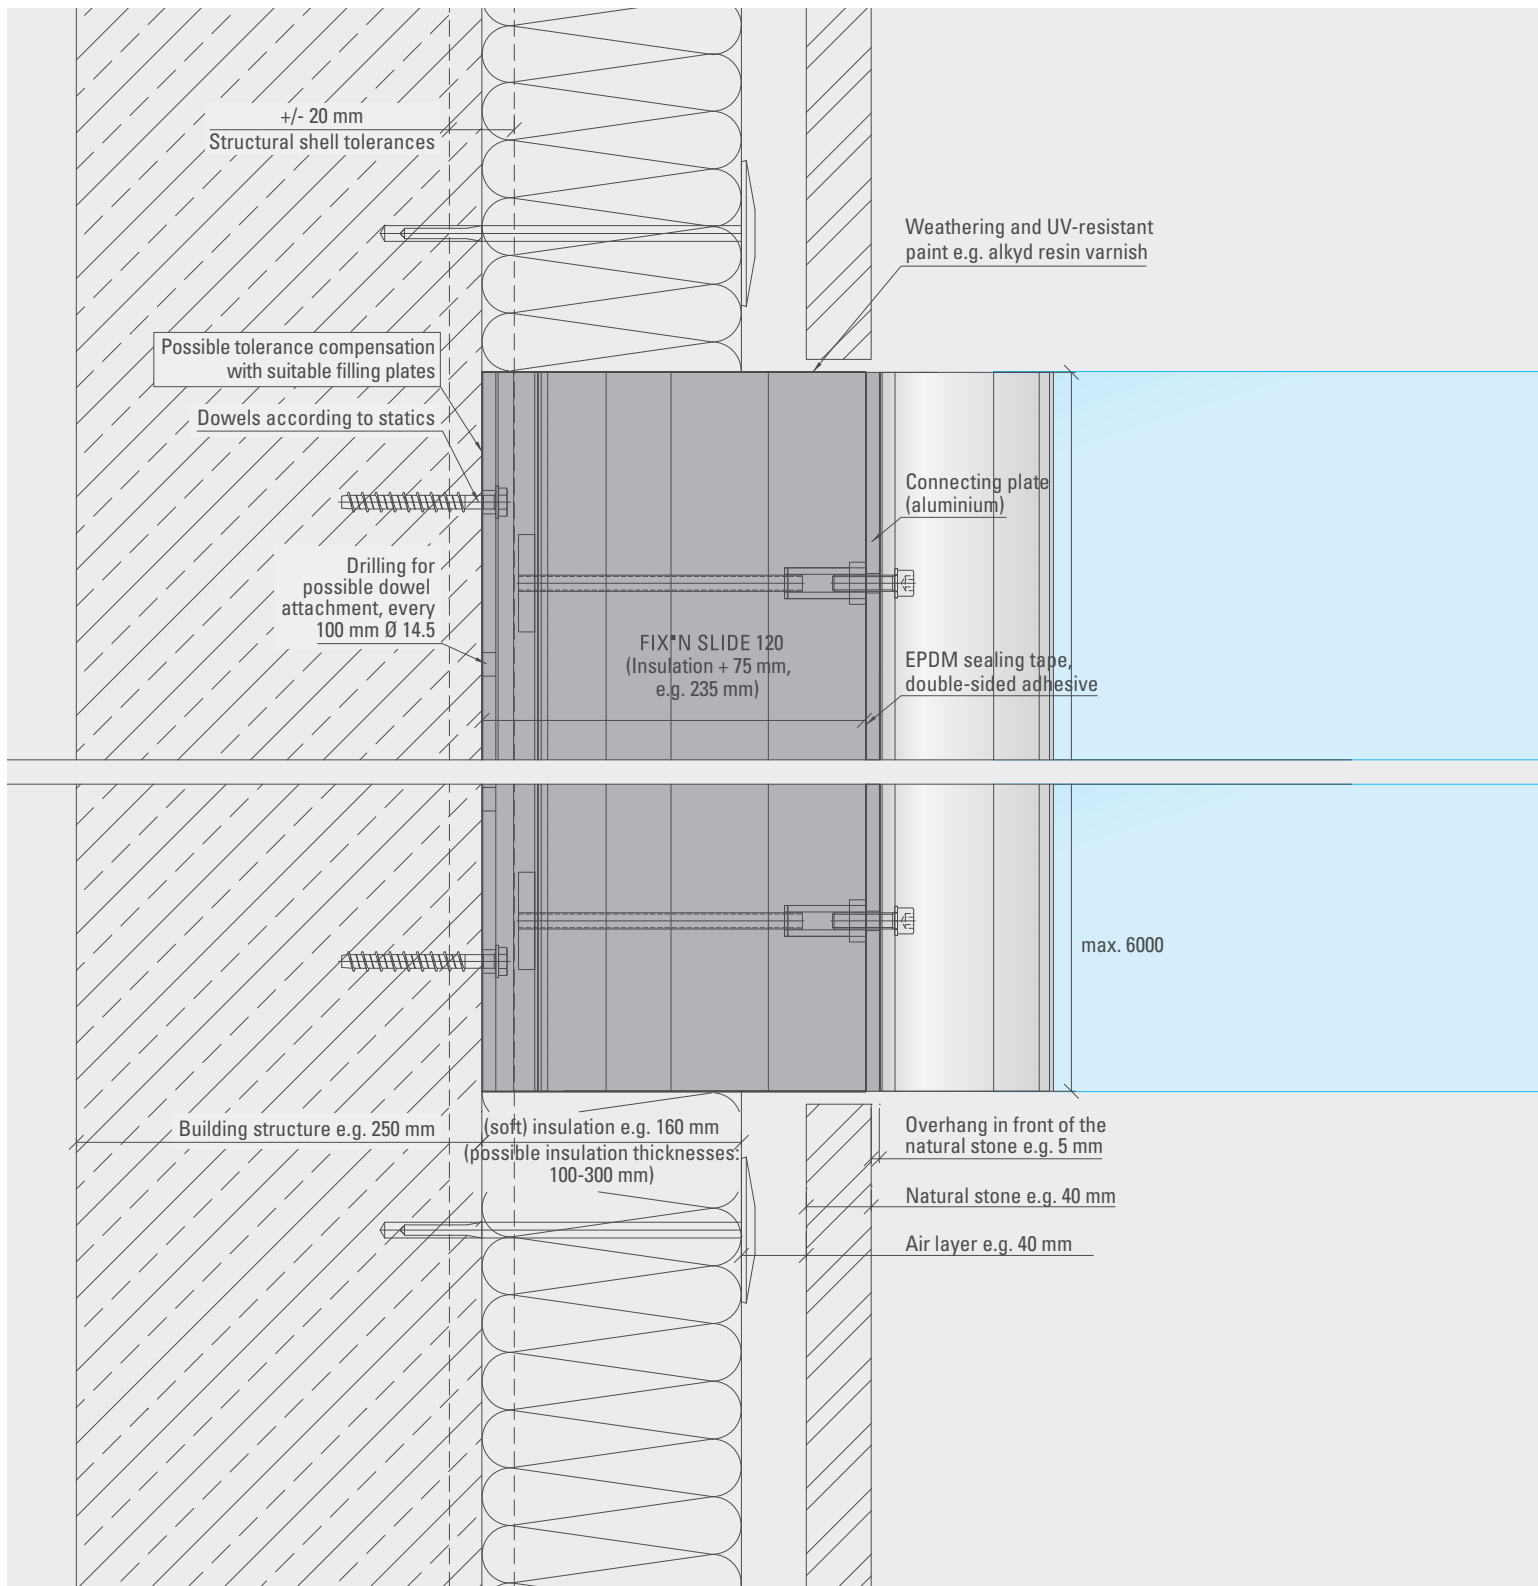 +/- 20 mm
Structural shell tolerances
Weathering and UV-resistant
paint e.g. alkyd resin varnish
Possible tolerance compensation
with suitable filling plates
Dowels according to statics
Connecting plate
(aluminium)
Drilling for
possible dowel
attachment, every
100 mm Ø 14.5
FIX"N SLIDE 120
(Insulation + 75 mm,
e.g. 235 mm)
EPDM sealing tape,
double-sided adhesive
max. 6000
Building structure e.g. 250 mm
(soft) insulation e.g. 160 mm
(possible insulation thicknesses:
100-300 mm)
Overhang in front of the
natural stone e.g. 5 mm
Natural stone e.g. 40 mm
Air layer e.g. 40 mm